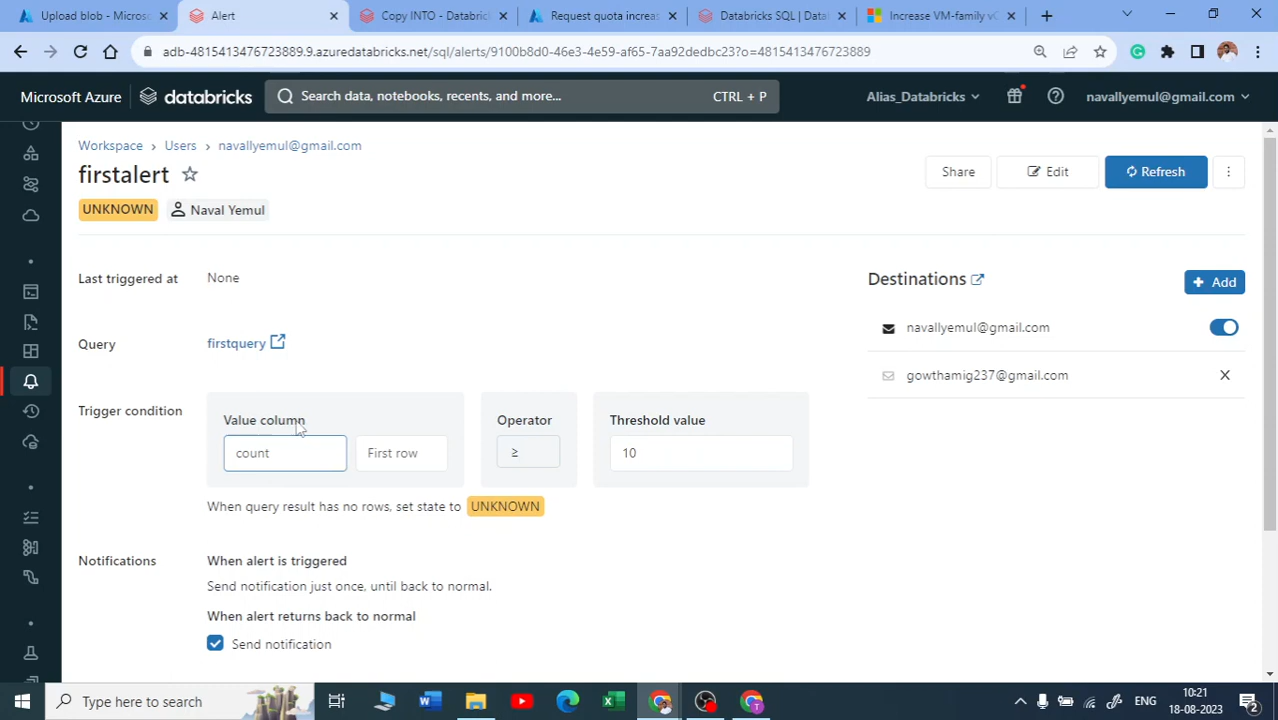 Upload blob - Microsof
Alert
Copy INTO - Databrick
Request quota increas
Databricks SQL | Data
Increase VM-family vC
adb-4815413476723889.9.azuredatabricks.net/sql/alerts/9100b8d0-46e3-4e59-af65-7aa92dedbc23?o=4815413476723889
Microsoft Azure databricks Search data, notebooks, recents, and more... CTRL + P Alias_Databricks navallyemul@gmail.com
Workspace > Users > navallyemul@gmail.com
firstalert
Share Edit Refresh
UNKNOWN Naval Yemul
Last triggered at None
Destinations + Add
navallyemul@gmail.com
Query firstquery
gowthamig237@gmail.com
Trigger condition Value column Operator Threshold value
count First row ≥ 10
When query result has no rows, set state to UNKNOWN
Notifications When alert is triggered
Send notification just once, until back to normal.
When alert returns back to normal
Send notification
Type here to search
ENG
10:21
18-08-2023
2